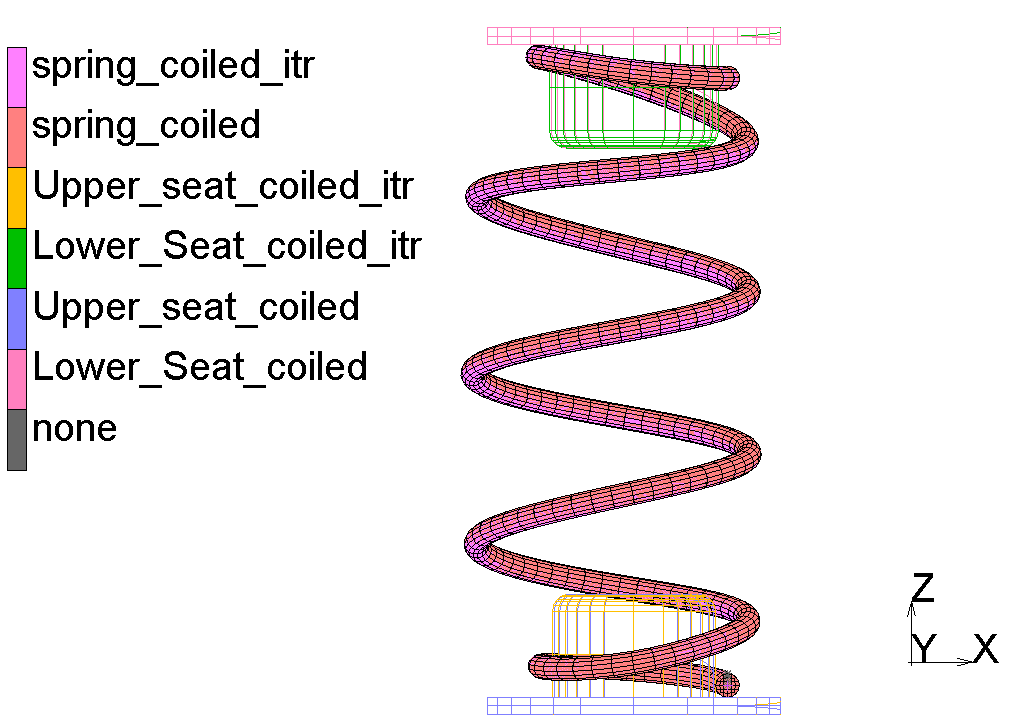 spring_coiled_itr
spring_coiled
Upper_seat_coiled_itr
Lower_Seat_coiled_itr
Upper_seat_coiled
Lower_Seat_coiled
none
Z
Y X